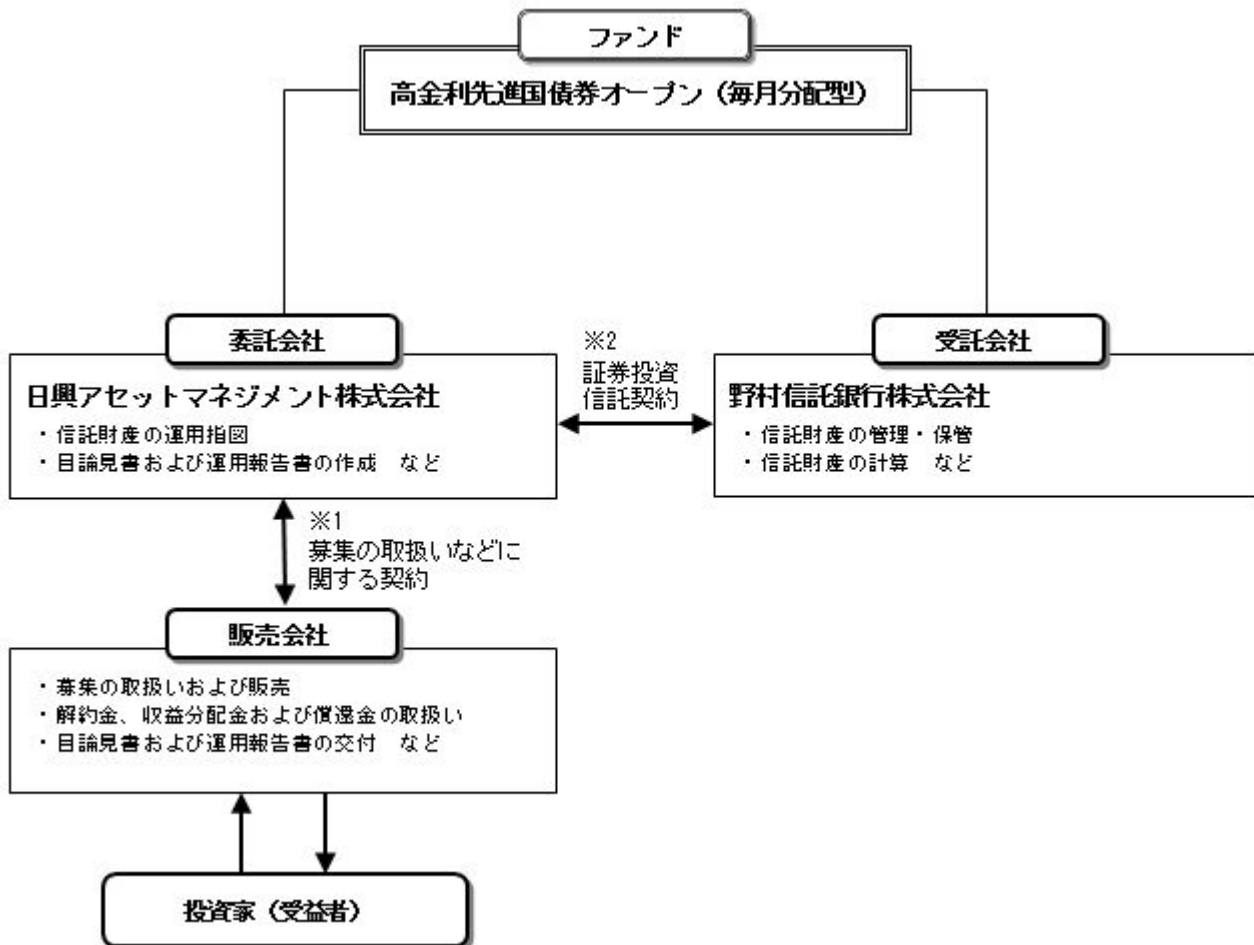 ファンド
高金利先進国債券オープン（毎月分配型）
委託会社
日興アセットマネジメント株式会社
・信託財産の運用指図
・目論見書および運用報告書の作成　など
※2
証券投資
信託契約
受託会社
野村信託銀行株式会社
・信託財産の管理・保管
・信託財産の計算　など
※1
募集の取扱いなどに
関する契約
販売会社
・募集の取扱いおよび販売
・解約金、収益分配金および償還金の取扱い
・目論見書および運用報告書の交付　など
投資家（受益者）